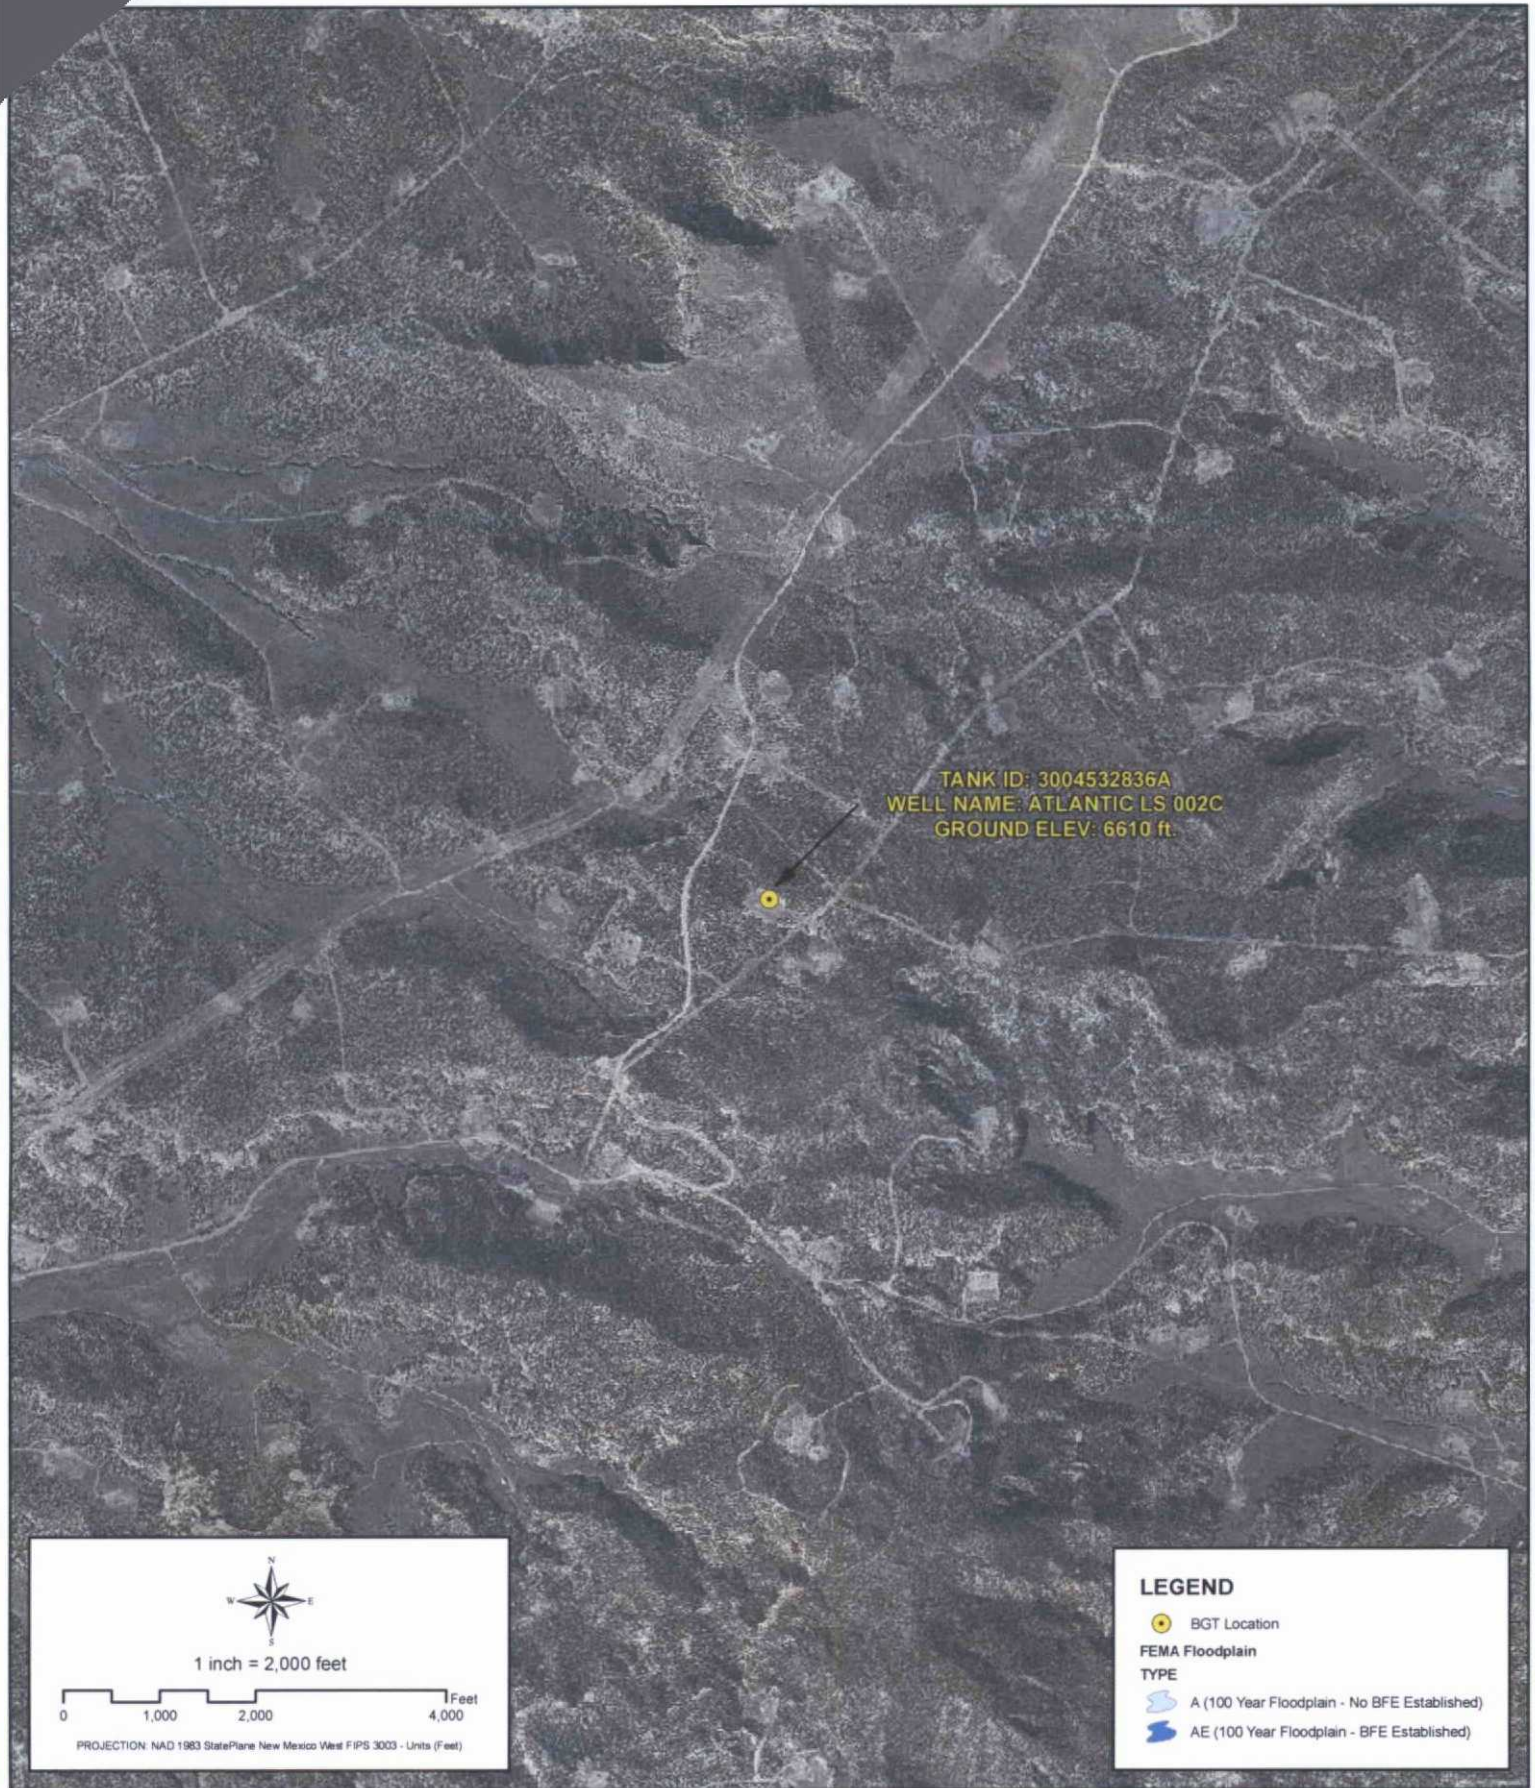 TANK ID: 3004532836A
WELL NAME: ATLANTIC LS 002C
GROUND ELEV: 6610 ft.
N
W E
S
1 inch = 2,000 feet
Feet
0 1,000 2,000 4,000
PROJECTION: NAD 1983 StatePlane New Mexico West FIPS 3003 - Units (Feet)
LEGEND
BGT Location
FEMA Floodplain
TYPE
A (100 Year Floodplain - No BFE Established)
AE (100 Year Floodplain - BFE Established)